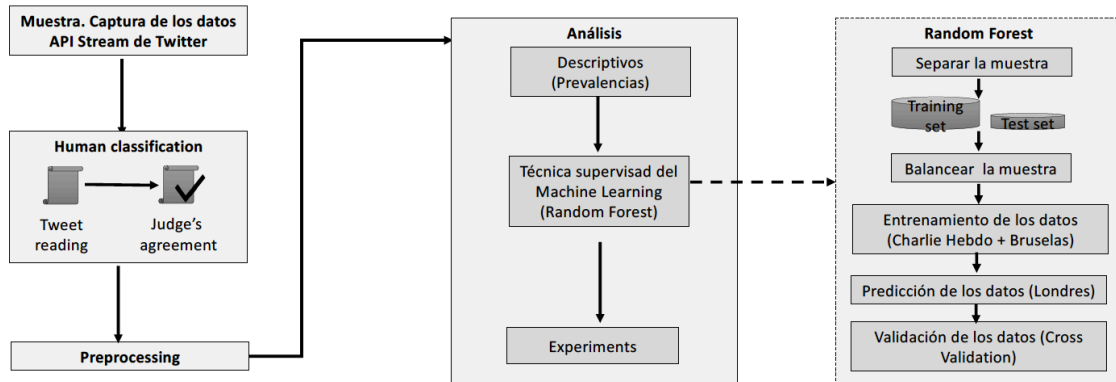 Muestra. Captura de los datos
API Stream de Twitter
Human classification
Tweet
reading
Judge's
agreement
Preprocessing
Análisis
Descriptivos
(Prevalencias)
Técnica supervisad del
Machine Learning
(Random Forest)
Experiments
Random Forest
Separar la muestra
Training
set
Test set
Balancear la muestra
Entrenamiento de los datos
(Charlie Hebdo + Bruselas)
Predicción de los datos (Londres)
Validación de los datos (Cross
Validation)